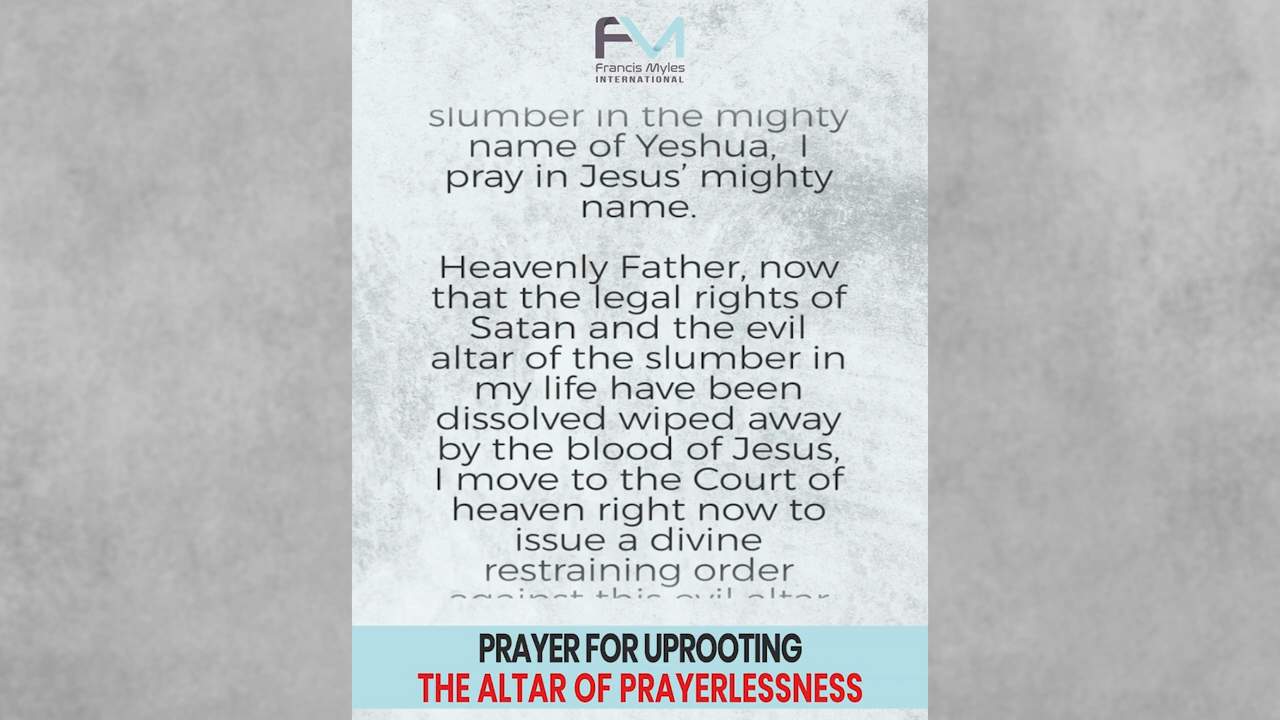 Francis Myles
INTERNATIONAL
slumber in the mighty
name of Yeshua, I
pray in Jesus’ mighty
name.
Heavenly Father, now
that the legal rights of
Satan and the evil
altar of the slumber in
my life have been
dissolved wiped away
by the blood of Jesus,
I move to the Court of
heaven right now to
issue a divine
restraining order
against this evil altar
PRAYER FOR UPROOTING
THE ALTAR OF PRAYERLESSNESS